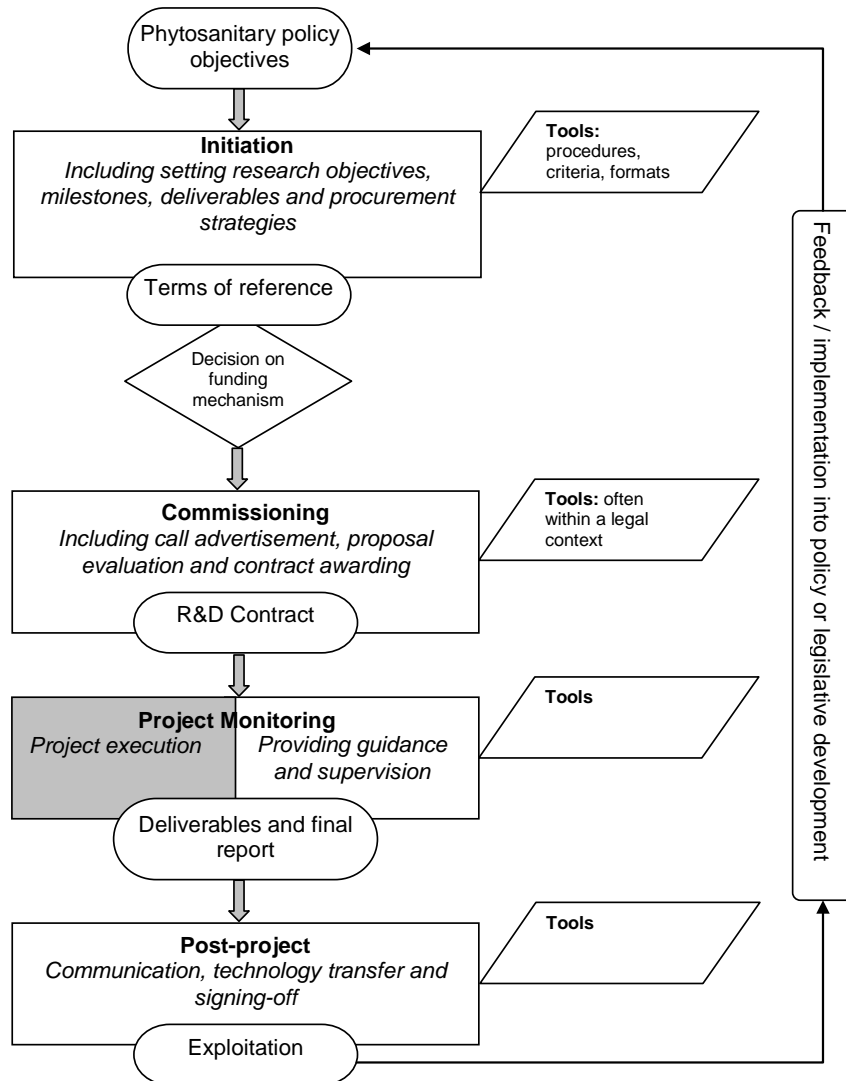 Phytosanitary policy
objectives
Initiation
Including setting research objectives,
milestones, deliverables and procurement
strategies
Tools:
procedures,
criteria, formats
Terms of reference
Decision on
funding
mechanism
Commissioning
Including call advertisement, proposal
evaluation and contract awarding
Tools: often
within a legal
context
R&D Contract
Project Monitoring
Project execution
Providing guidance
and supervision
Tools
Deliverables and final
report
Post-project
Communication, technology transfer and
signing-off
Tools
Exploitation
Feedback / implementation into policy or legislative development